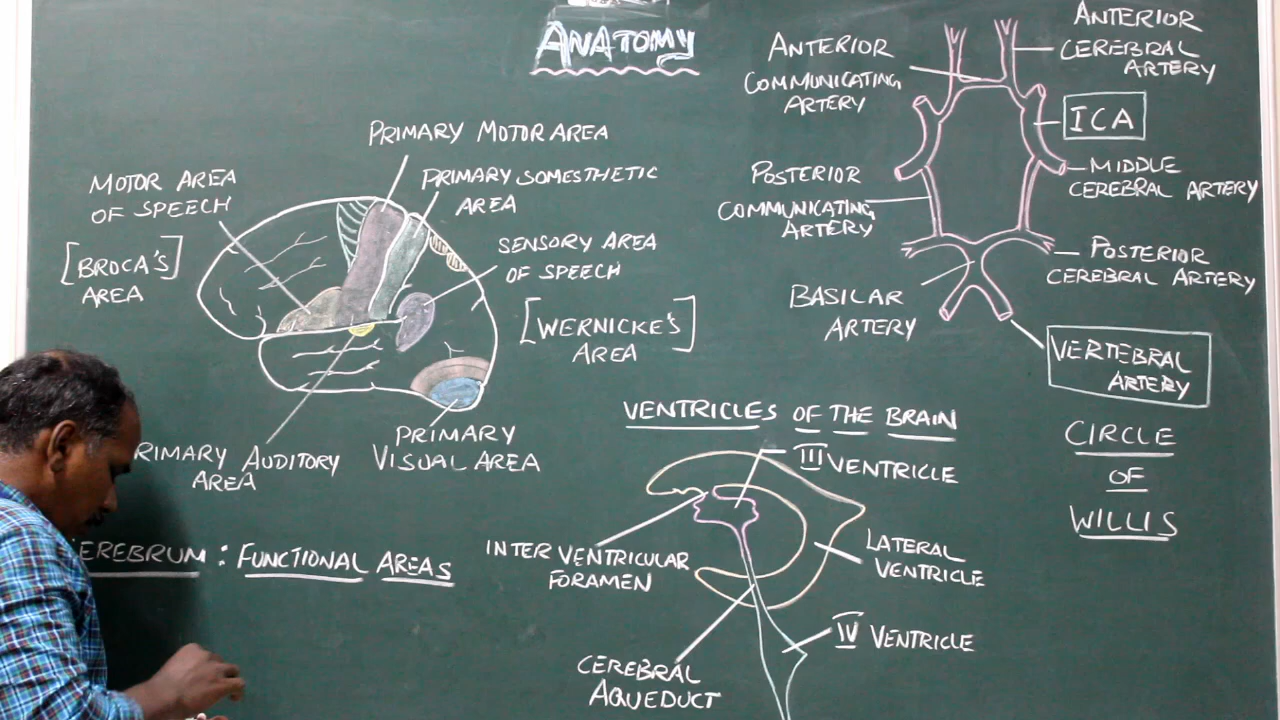 ANATOMY
PRIMARY MOTOR AREA
MOTOR AREA
OF SPEECH
[BROCA'S]
AREA
PRIMARY SOMESTHETIC
AREA
SENSORY AREA
OF SPEECH
[WERNICKE'S]
AREA
RIMARY AUDITORY
AREA
PRIMARY
VISUAL AREA
EREBRUM : FUNCTIONAL AREAS
ANTERIOR
COMMUNICATING
ARTERY
ANTERIOR
CEREBRAL
ARTERY
ICA
MIDDLE
CEREBRAL ARTERY
POSTERIOR
COMMUNICATING
ARTERY
POSTERIOR
CEREBRAL ARTERY
BASILAR
ARTERY
VERTEBRAL
ARTERY
CIRCLE
OF
WILLIS
VENTRICLES OF THE BRAIN
III VENTRICLE
INTER VENTRICULAR
FORAMEN
LATERAL
VENTRICLE
IV VENTRICLE
CEREBRAL
AQUEDUCT